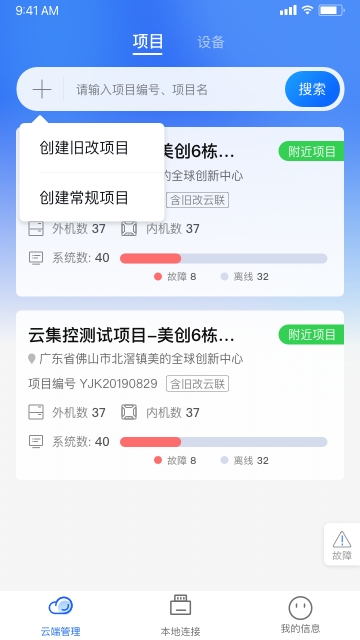 9:41 AM
项目
设备
请输入项目编号、项目名
搜索
创建旧改项目
创建常规项目
美创6栋...
附近项目
的全球创新中心
含旧改云联
外机数 37
内机数 37
系统数: 40
故障 8
离线 32
云集控测试项目-美创6栋...
附近项目
广东省佛山市北滘镇美的全球创新中心
项目编号 YJK20190829
含旧改云联
外机数 37
内机数 37
系统数: 40
故障 8
离线 32
故障
云端管理
本地连接
我的信息